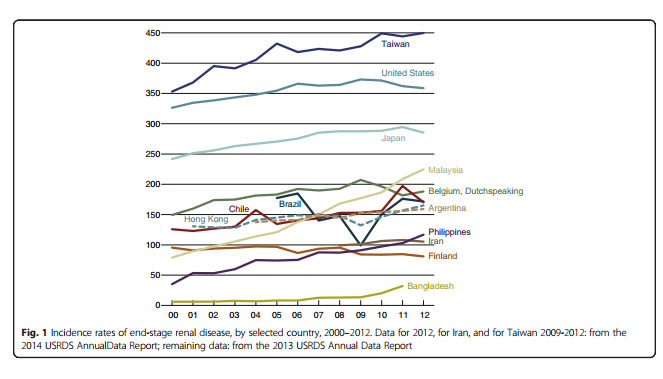 450
Taiwan
400
United States
350
300
Japan
250
Malaysia
200
Belgium, Dutchspeaking
Brazil
Chile
Argentina
150
Hong Kong
Philippines
100
Iran
Finland
50
Bangladesh
0
00 01 02 03 04 05 06 07 08 09 10 11 12
Fig. 1 Incidence rates of end-stage renal disease, by selected country, 2000–2012. Data for 2012, for Iran, and for Taiwan 2009-2012: from the
2014 USRDS AnnualData Report; remaining data: from the 2013 USRDS Annual Data Report